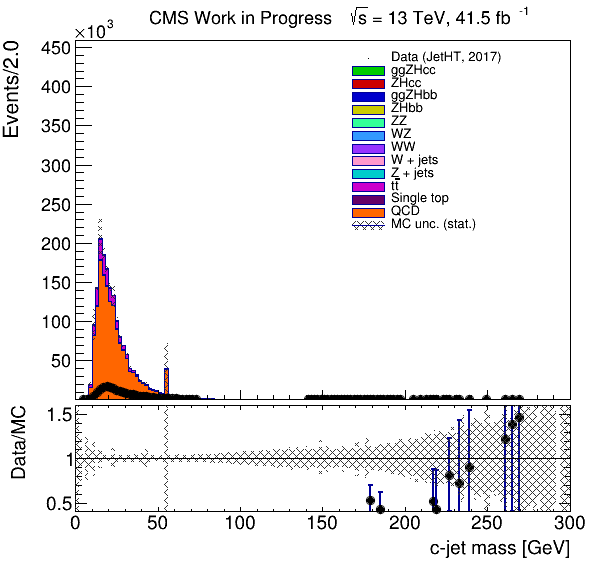 CMS Work in Progress √s = 13 TeV, 41.5 fb⁻¹
×10³
Events/2.0
450
400
350
300
250
200
150
100
50
Data (JetHT, 2017)
ggZHcc
ZHcc
ggZHbb
ZHbb
ZZ
WZ
WW
W + jets
Z + jets
tt̅
Single top
QCD
MC unc. (stat.)
Data/MC
1.5
1
0.5
0 50 100 150 200 250 300
c-jet mass [GeV]